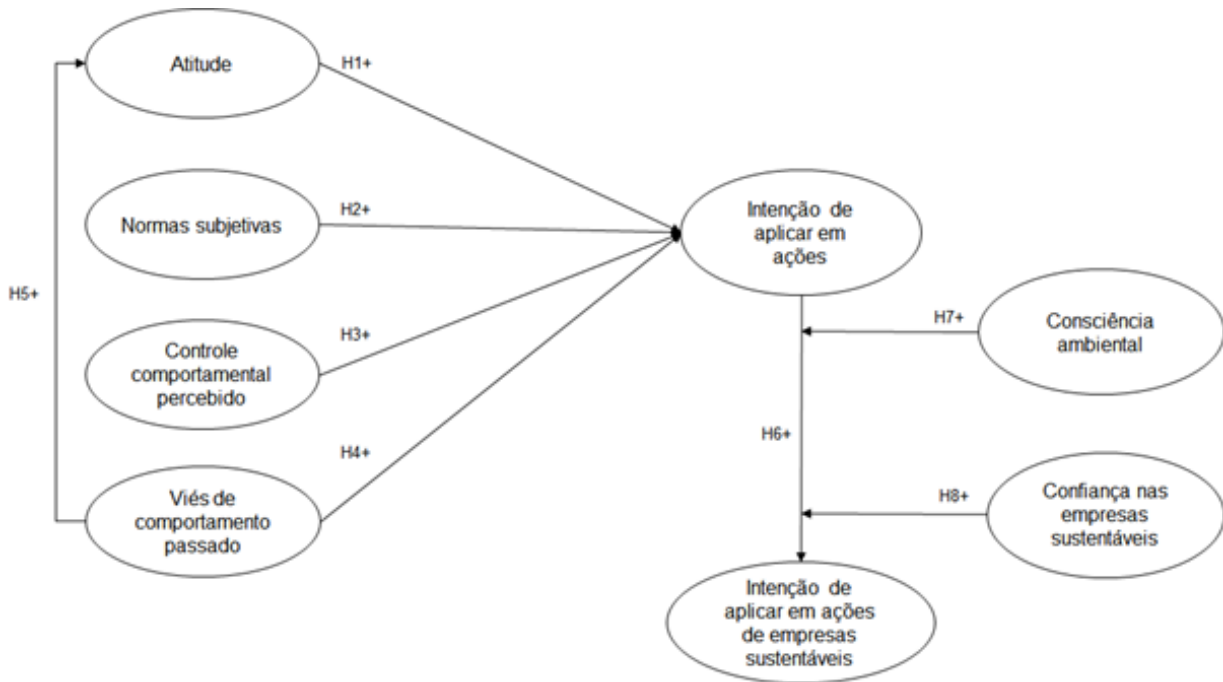 Atitude
H1+
Normas subjetivas
H2+
Intenção de
aplicar em
ações
H5+
H7+
Consciência
ambiental
Controle
comportamental
percebido
H3+
H6+
H4+
Viés de
comportamento
passado
H8+
Confiança nas
empresas
sustentáveis
Intenção de
aplicar em ações
de empresas
sustentáveis